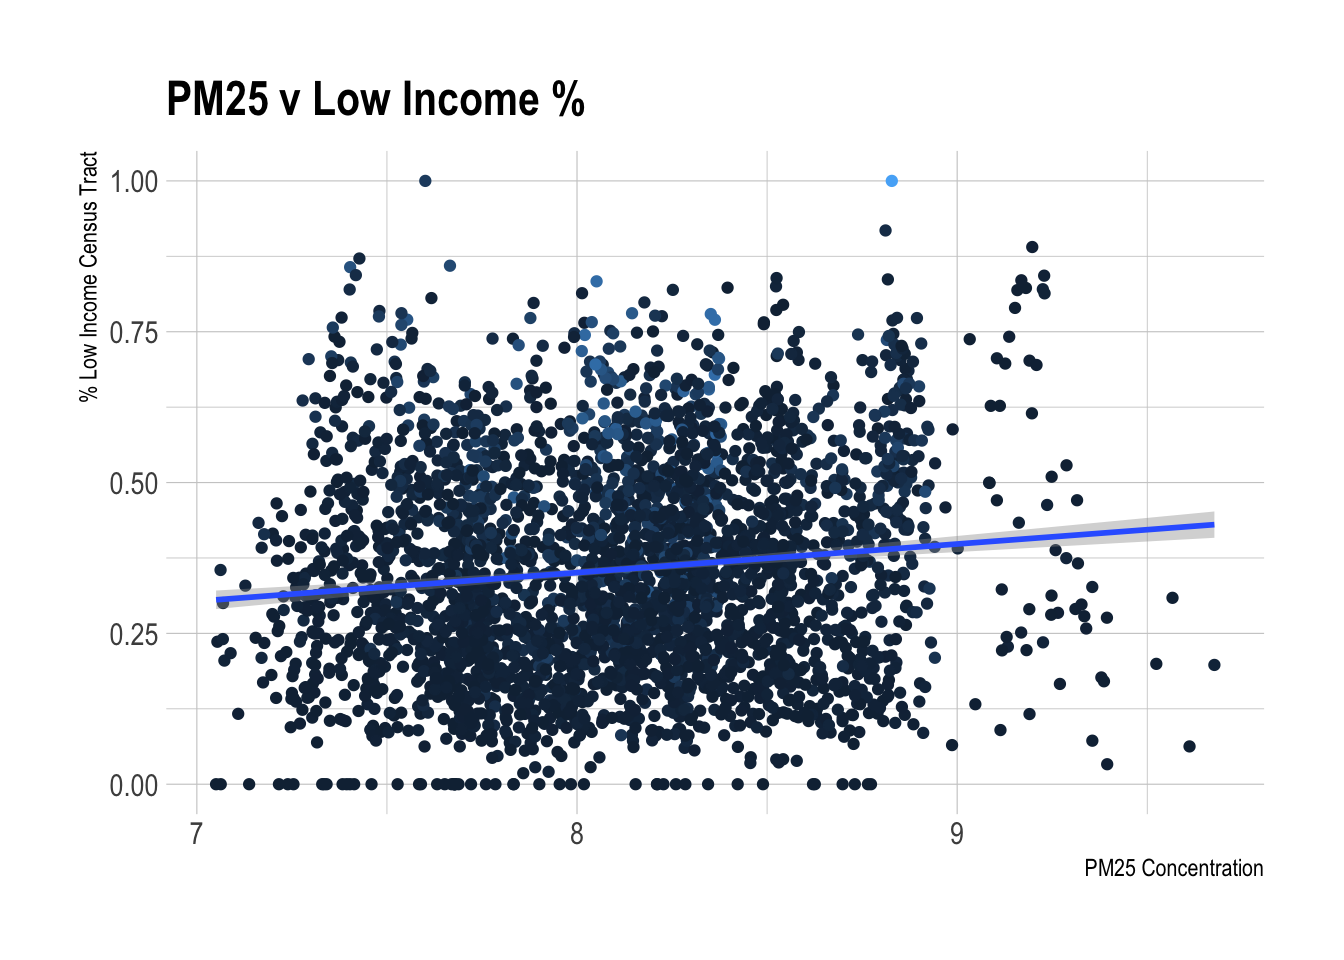 PM25 v Low Income %
% Low Income Census Tract
1.00
0.75
0.50
0.25
0.00
7 8 9
PM25 Concentration